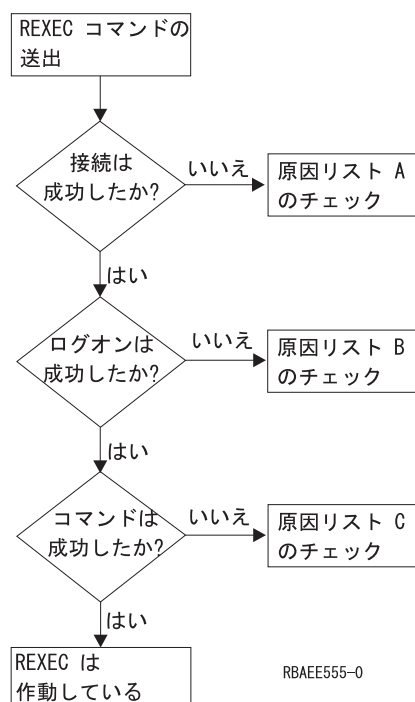 REXEC コマンドの
送出
接続は
成功したか?
いいえ
原因リスト A
のチェック
はい
ログオンは
成功したか?
いいえ
原因リスト B
のチェック
はい
コマンドは
成功したか?
いいえ
原因リスト C
のチェック
はい
REXEC は
作動している
RBAEE555-0